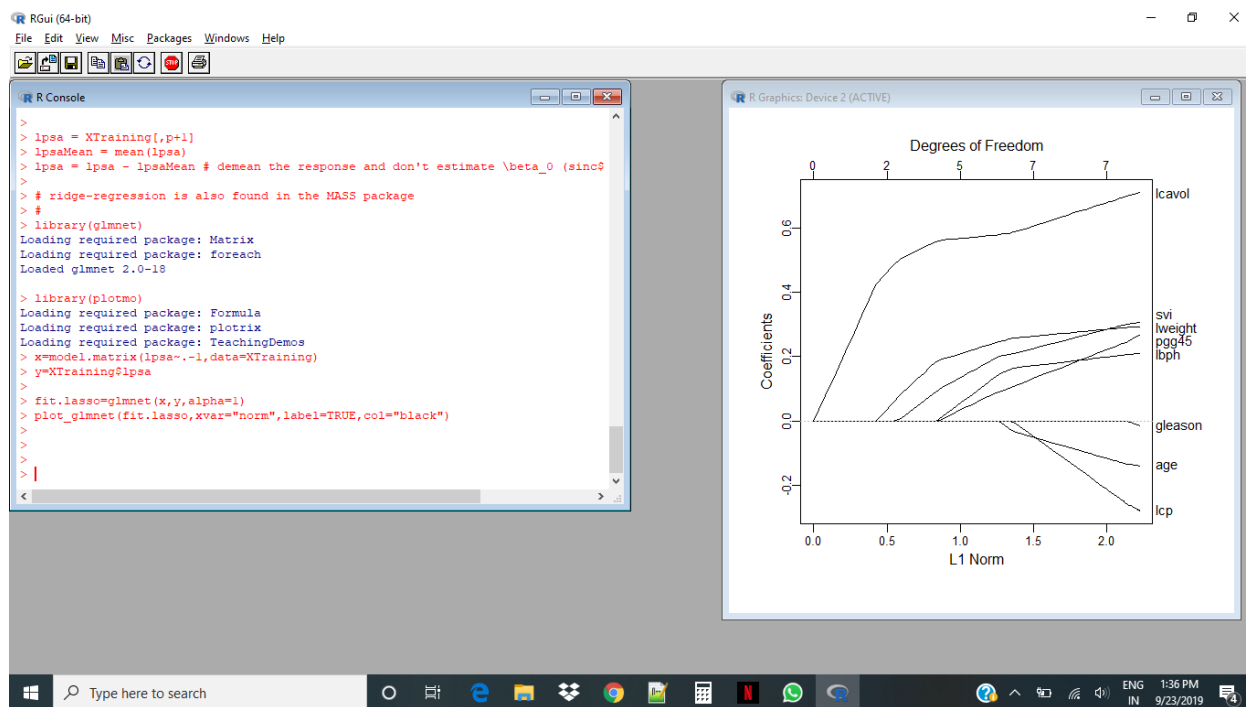 RGui (64-bit)
File Edit View Misc Packages Windows Help
STOP
R Console
>
> lpsa = XTraining[,p+1]
> lpsaMean = mean(lpsa)
> lpsa = lpsa - lpsaMean # demean the response and don't estimate \beta_0 (sinc$
>
> # ridge-regression is also found in the MASS package
> #
> library(glmnet)
Loading required package: Matrix
Loading required package: foreach
Loaded glmnet 2.0-18
> library(plotmo)
Loading required package: Formula
Loading required package: plotrix
Loading required package: TeachingDemos
> x=model.matrix(lpsa~.-1,data=XTraining)
> y=XTraining$lpsa
>
> fit.lasso=glmnet(x,y,alpha=1)
> plot_glmnet(fit.lasso,xvar="norm",label=TRUE,col="black")
>
>
>
>
R Graphics: Device 2 (ACTIVE)
Degrees of Freedom
0 2 5 7 7
Coefficients
0.6
0.4
0.2
0.0
-0.2
lcavol
svi
lweight
pgg45
lbph
gleason
age
lcp
0.0 0.5 1.0 1.5 2.0
L1 Norm
Type here to search
ENG
IN
1:36 PM
9/23/2019
4